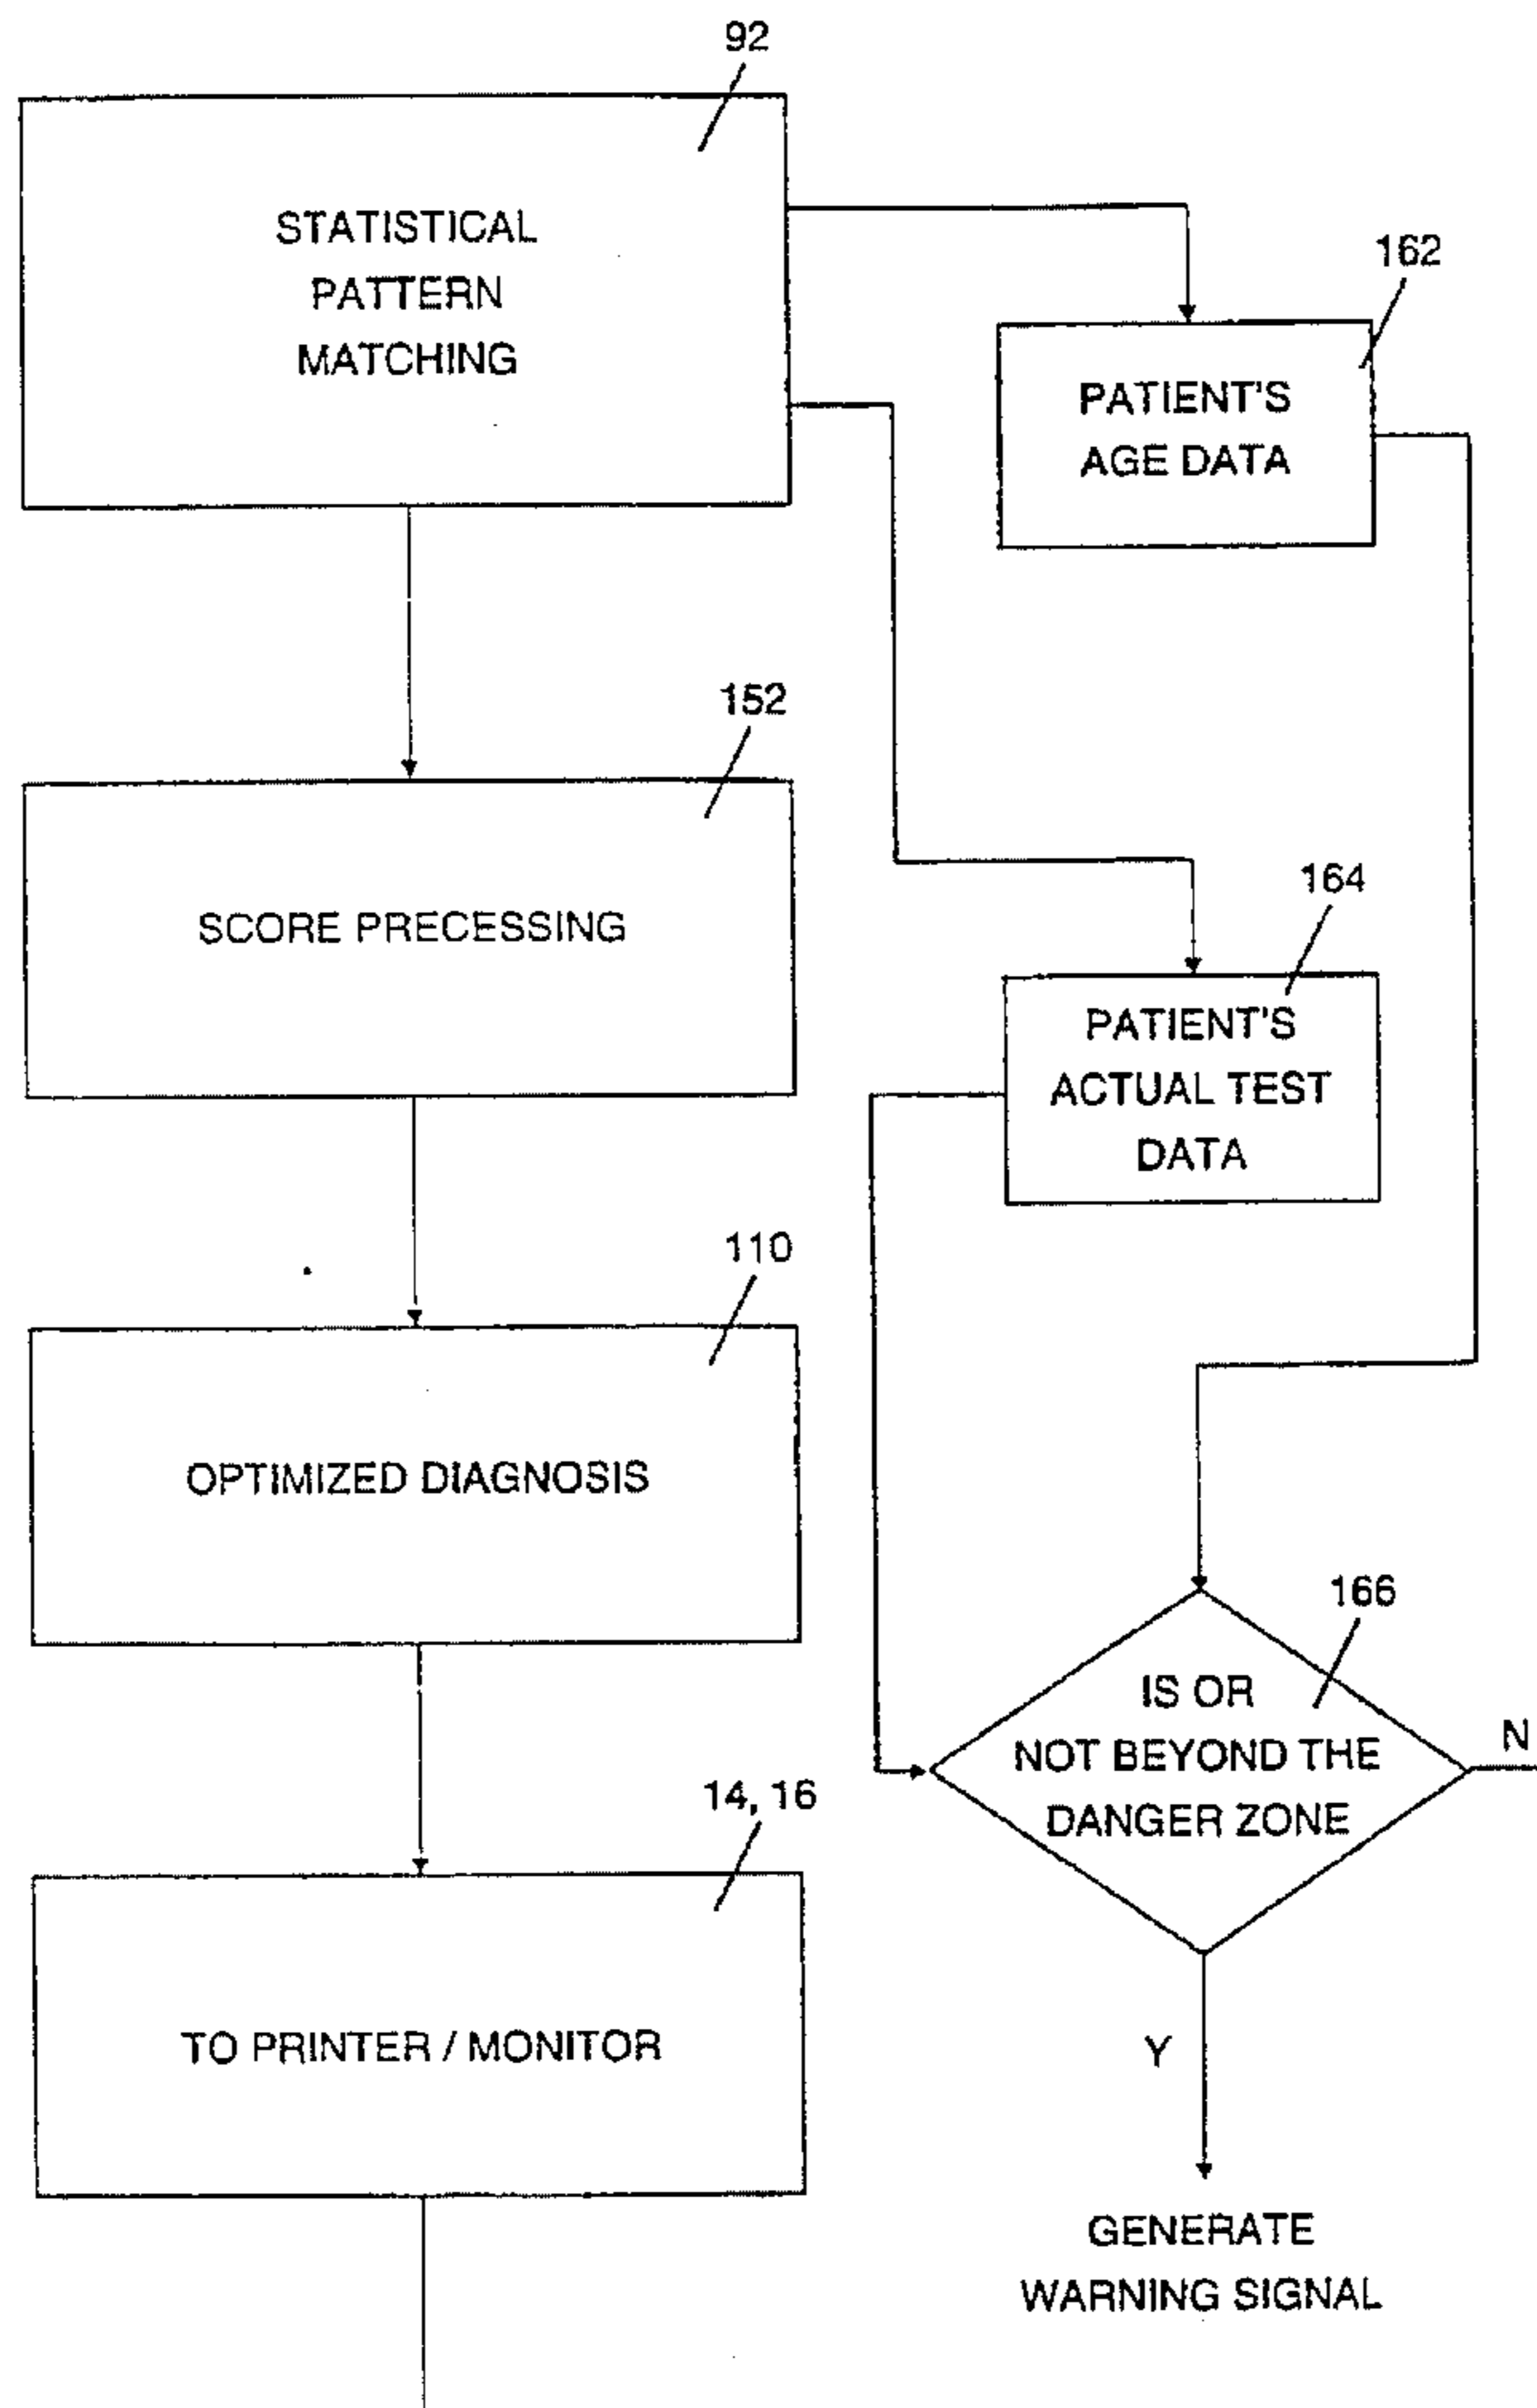 92
STATISTICAL
PATTERN
MATCHING
162
PATIENT'S
AGE DATA
152
SCORE PRECESSING
164
PATIENT'S
ACTUAL TEST
DATA
110
OPTIMIZED DIAGNOSIS
166
IS OR
NOT BEYOND THE
DANGER ZONE
N
14, 16
TO PRINTER / MONITOR
Y
GENERATE
WARNING SIGNAL